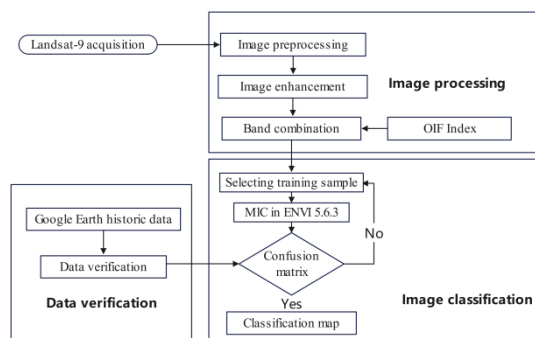 Landsat-9 acquisition
Image preprocessing
Image enhancement
Image processing
Band combination
OIF Index
Selecting training sample
Google Earth historic data
MlC in ENVI 5.6.3
No
Data verification
Confusion
matrix
Data verification
Yes
Image classification
Classification map